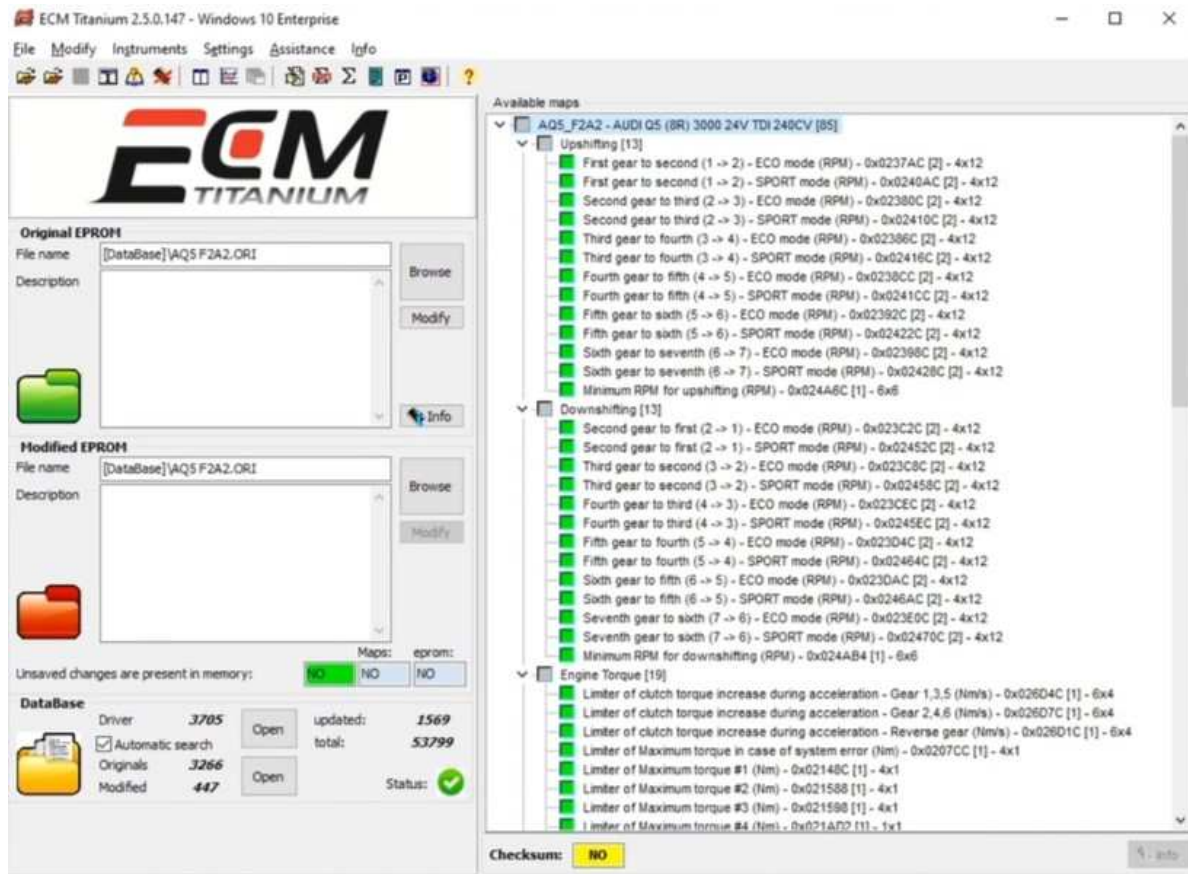 ECM Titanium 2.5.0.147 - Windows 10 Enterprise
File Modify Instruments Settings Assistance Info
ECM
TITANIUM
Original EPROM
File name [DataBase]\AQ5 F2A2.ORI
Browse
Description
Modify
Info
Modified EPROM
File name [DataBase]\AQ5 F2A2.ORI
Browse
Description
Modify
Maps: eprom:
Unsaved changes are present in memory: NO NO NO
DataBase
Driver 3705 Open updated: 1569
Automatic search total: 53799
Originals 3266 Open
Modified 447 Status:
Available maps
AQ5_F2A2 - AUDI Q5 (8R) 3000 24V TDI 240CV [85]
Upshifting [13]
First gear to second (1 -> 2) - ECO mode (RPM) - 0x0237AC [2] - 4x12
First gear to second (1 -> 2) - SPORT mode (RPM) - 0x0240AC [2] - 4x12
Second gear to third (2 -> 3) - ECO mode (RPM) - 0x02380C [2] - 4x12
Second gear to third (2 -> 3) - SPORT mode (RPM) - 0x02410C [2] - 4x12
Third gear to fourth (3 -> 4) - ECO mode (RPM) - 0x02386C [2] - 4x12
Third gear to fourth (3 -> 4) - SPORT mode (RPM) - 0x02416C [2] - 4x12
Fourth gear to fifth (4 -> 5) - ECO mode (RPM) - 0x0238CC [2] - 4x12
Fourth gear to fifth (4 -> 5) - SPORT mode (RPM) - 0x0241CC [2] - 4x12
Fifth gear to sixth (5 -> 6) - ECO mode (RPM) - 0x02392C [2] - 4x12
Fifth gear to sixth (5 -> 6) - SPORT mode (RPM) - 0x02422C [2] - 4x12
Sixth gear to seventh (6 -> 7) - ECO mode (RPM) - 0x02398C [2] - 4x12
Sixth gear to seventh (6 -> 7) - SPORT mode (RPM) - 0x02428C [2] - 4x12
Minimum RPM for upshifting (RPM) - 0x024A6C [1] - 6x6
Downshifting [13]
Second gear to first (2 -> 1) - ECO mode (RPM) - 0x023C2C [2] - 4x12
Second gear to first (2 -> 1) - SPORT mode (RPM) - 0x02452C [2] - 4x12
Third gear to second (3 -> 2) - ECO mode (RPM) - 0x023C8C [2] - 4x12
Third gear to second (3 -> 2) - SPORT mode (RPM) - 0x02458C [2] - 4x12
Fourth gear to third (4 -> 3) - ECO mode (RPM) - 0x023CEC [2] - 4x12
Fourth gear to third (4 -> 3) - SPORT mode (RPM) - 0x0245EC [2] - 4x12
Fifth gear to fourth (5 -> 4) - ECO mode (RPM) - 0x023D4C [2] - 4x12
Fifth gear to fourth (5 -> 4) - SPORT mode (RPM) - 0x02464C [2] - 4x12
Sixth gear to fifth (6 -> 5) - ECO mode (RPM) - 0x023DAC [2] - 4x12
Sixth gear to fifth (6 -> 5) - SPORT mode (RPM) - 0x0246AC [2] - 4x12
Seventh gear to sixth (7 -> 6) - ECO mode (RPM) - 0x023E0C [2] - 4x12
Seventh gear to sixth (7 -> 6) - SPORT mode (RPM) - 0x02470C [2] - 4x12
Minimum RPM for downshifting (RPM) - 0x024AB4 [1] - 6x6
Engine Torque [19]
Limiter of clutch torque increase during acceleration - Gear 1,3,5 (Nm/s) - 0x026D4C [1] - 6x4
Limiter of clutch torque increase during acceleration - Gear 2,4,6 (Nm/s) - 0x026D7C [1] - 6x4
Limiter of clutch torque increase during acceleration - Reverse gear (Nm/s) - 0x026D1C [1] - 6x4
Limiter of Maximum torque in case of system error (Nm) - 0x0207CC [1] - 4x1
Limiter of Maximum torque #1 (Nm) - 0x02148C [1] - 4x1
Limiter of Maximum torque #2 (Nm) - 0x021588 [1] - 4x1
Limiter of Maximum torque #3 (Nm) - 0x021598 [1] - 4x1
Limiter of Maximum torque #4 (Nm) - 0x021AD2 [1] - 1x1
Checksum: NO
Info